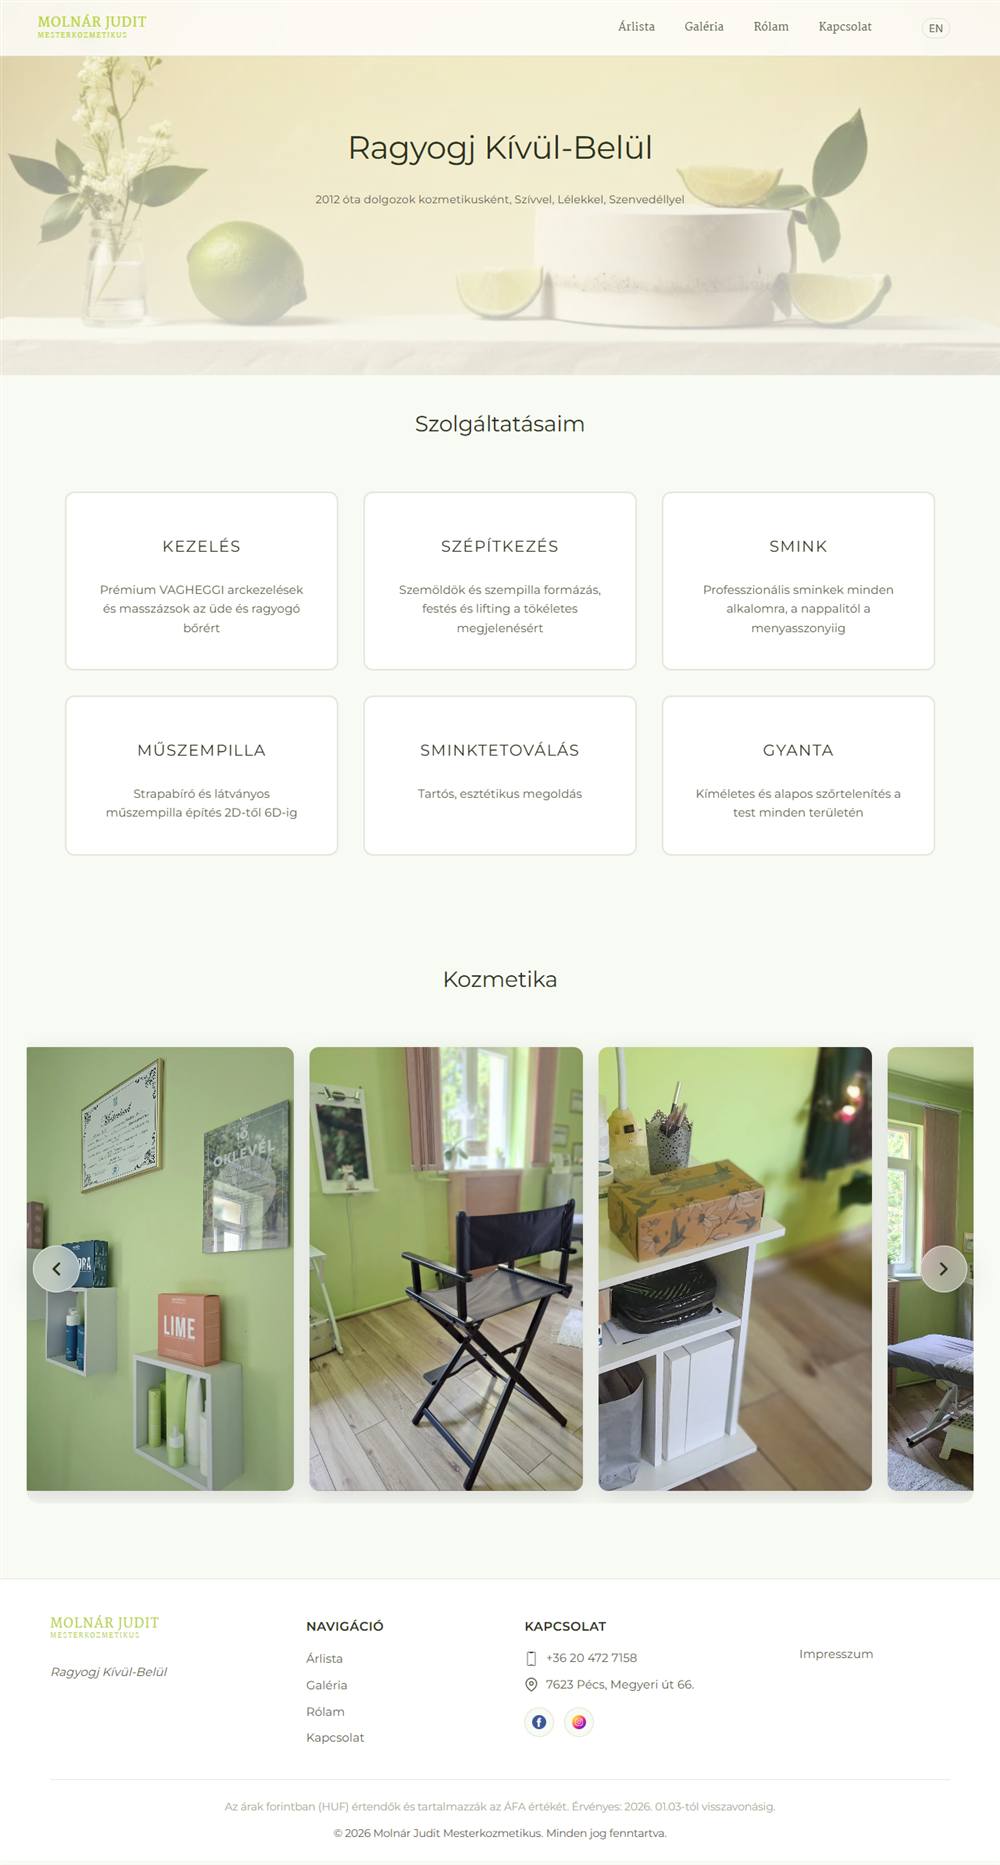 MOLNÁR JUDIT
MESTERKOZMETIKUS
Árlista
Galéria
Rólam
Kapcsolat
EN
Ragyogj Kívül-Belül
2012 óta dolgozok kozmetikusként, Szívvel, Lélekkel, Szenvedéllyel
Szolgáltatásaim
KEZELÉS
Prémium VAGHEGGI arckezelések
és masszázsok az üde és ragyogó
bőrért
SZÉPÍTKEZÉS
Szemöldök és szempilla formázás,
festés és lifting a tökéletes
megjelenésért
SMINK
Professzionális sminkek minden
alkalomra, a nappalitól a
menyasszonyiig
MŰSZEMPILLA
Strapabíró és látványos
műszempilla építés 2D-től 6D-ig
SMINKTETOVÁLÁS
Tartós, esztétikus megoldás
GYANTA
Kíméletes és alapos szőrtelenítés a
test minden területén
Kozmetika
OKLEVÉL
LIME
MOLNÁR JUDIT
MESTERKOZMETIKUS
Ragyogj Kívül-Belül
NAVIGÁCIÓ
Árlista
Galéria
Rólam
Kapcsolat
KAPCSOLAT
+36 20 472 7158
7623 Pécs, Megyeri út 66.
Impresszum
Az árak forintban (HUF) értendők és tartalmazzák az ÁFA értékét. Érvényes: 2026. 01.03-tól visszavonásig.
© 2026 Molnár Judit Mesterkozmetikus. Minden jog fenntartva.